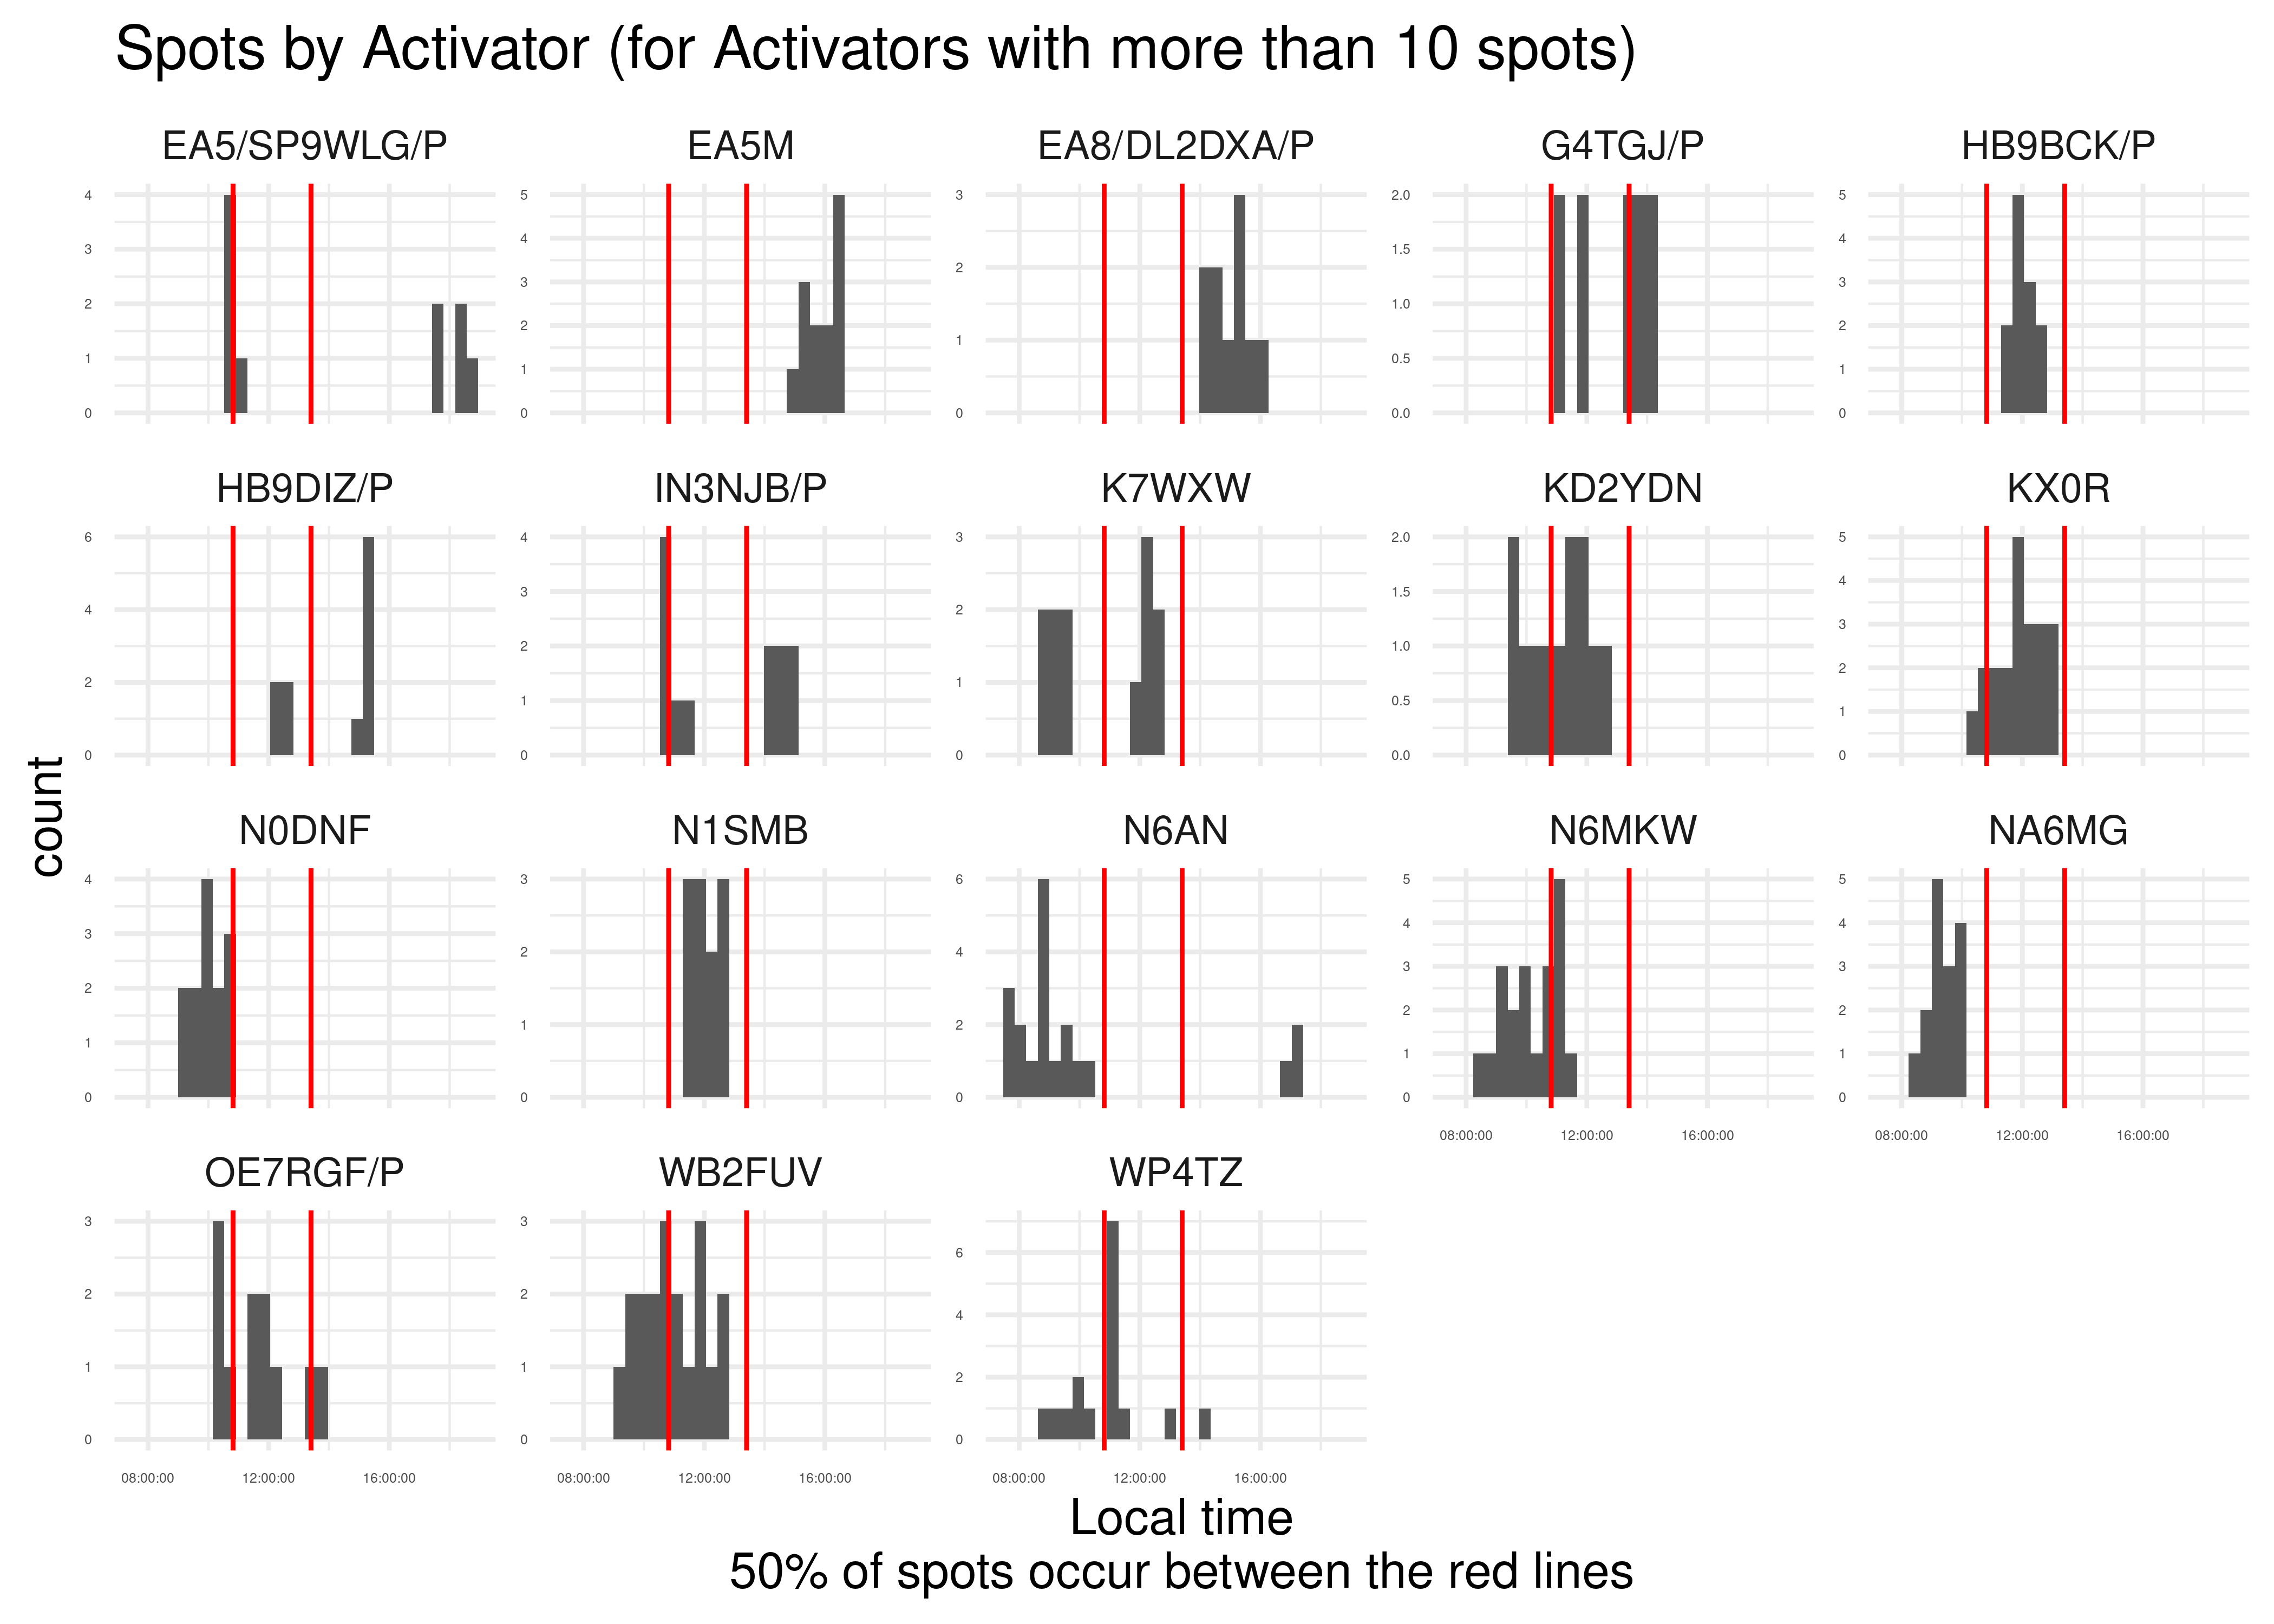 Spots by Activator (for Activators with more than 10 spots)
EA5/SP9WLG/P EA5M EA8/DL2DXA/P G4TGJ/P HB9BCK/P
4 5 3 2.0 5
3 4 2 1.5 4
2 3 1 1.0 3
1 2 0 0.5 2
0 1 0.0 1
0 0
HB9DIZ/P IN3NJB/P K7WXW KD2YDN KX0R
6 4 3 2.0 5
4 3 2 1.5 4
2 2 1 1.0 3
0 1 0 0.5 2
0 0.0 1
0
count
N0DNF N1SMB N6AN N6MKW NA6MG
4 3 6 5 5
3 2 4 4 4
2 1 2 3 3
1 0 0 2 2
0 1 1
0 0
08:00:00 12:00:00 16:00:00 08:00:00 12:00:00 16:00:00
OE7RGF/P WB2FUV WP4TZ
3 3 6
2 2 4
1 1 2
0 0 0
08:00:00 12:00:00 16:00:00 08:00:00 12:00:00 16:00:00 08:00:00 12:00:00 16:00:00
Local time
50% of spots occur between the red lines